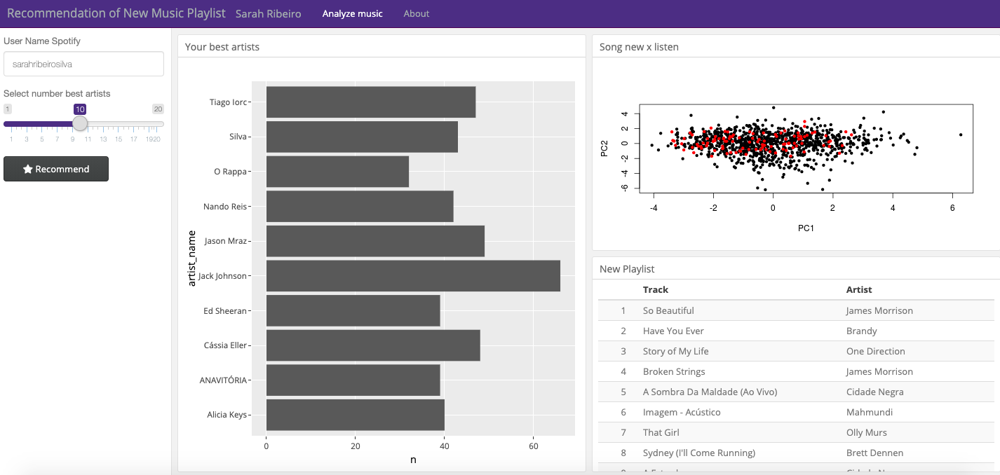 Recommendation of New Music Playlist Sarah Ribeiro Analyze music About
User Name Spotify
sarahribeirosilva
Select number best artists
1 10 20
1 3 5 7 9 11 13 15 17 1920
Recommend
Your best artists
artist_name
Tiago Iorc
Silva
O Rappa
Nando Reis
Jason Mraz
Jack Johnson
Ed Sheeran
Cássia Eller
ANAVITÓRIA
Alicia Keys
0 20 40 60
n
Song new x listen
PC2
4
2
0
-2
-4
-6
-4 -2 0 2 4 6
PC1
New Playlist
Track Artist
1 So Beautiful James Morrison
2 Have You Ever Brandy
3 Story of My Life One Direction
4 Broken Strings James Morrison
5 A Sombra Da Maldade (Ao Vivo) Cidade Negra
6 Imagem - Acústico Mahmundi
7 That Girl Olly Murs
8 Sydney (I'll Come Running) Brett Dennen